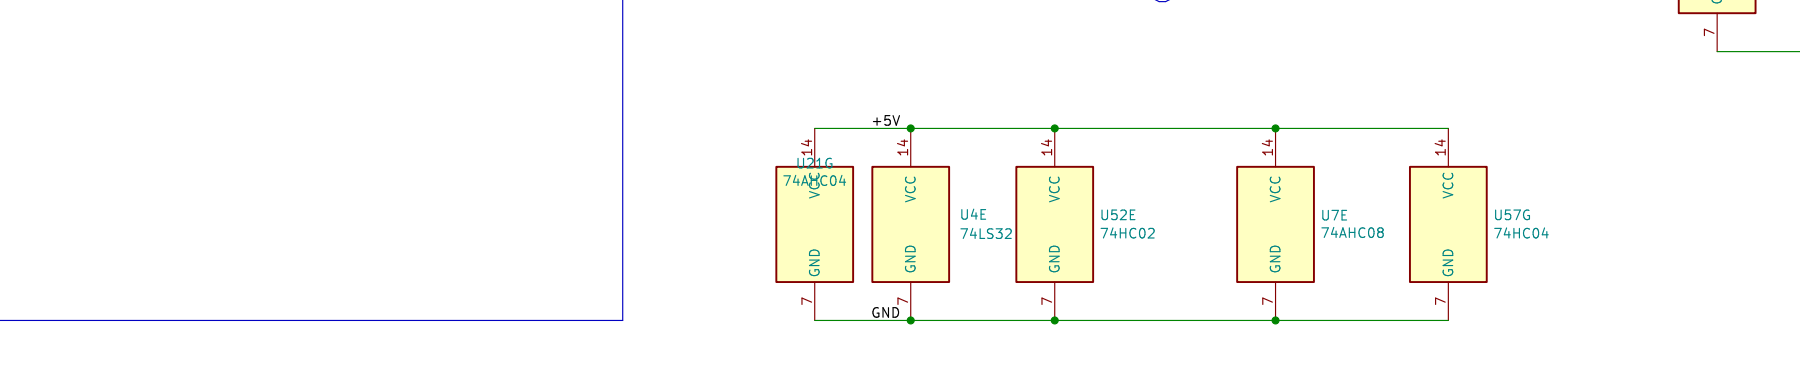 7
+5V
14
14
14
14
14
U21G
74AHC04
VCC
VCC
VCC
VCC
VCC
U4E
74LS32
U52E
74HC02
U7E
74AHC08
U57G
74HC04
GND
GND
GND
GND
GND
7
7
7
7
7
GND